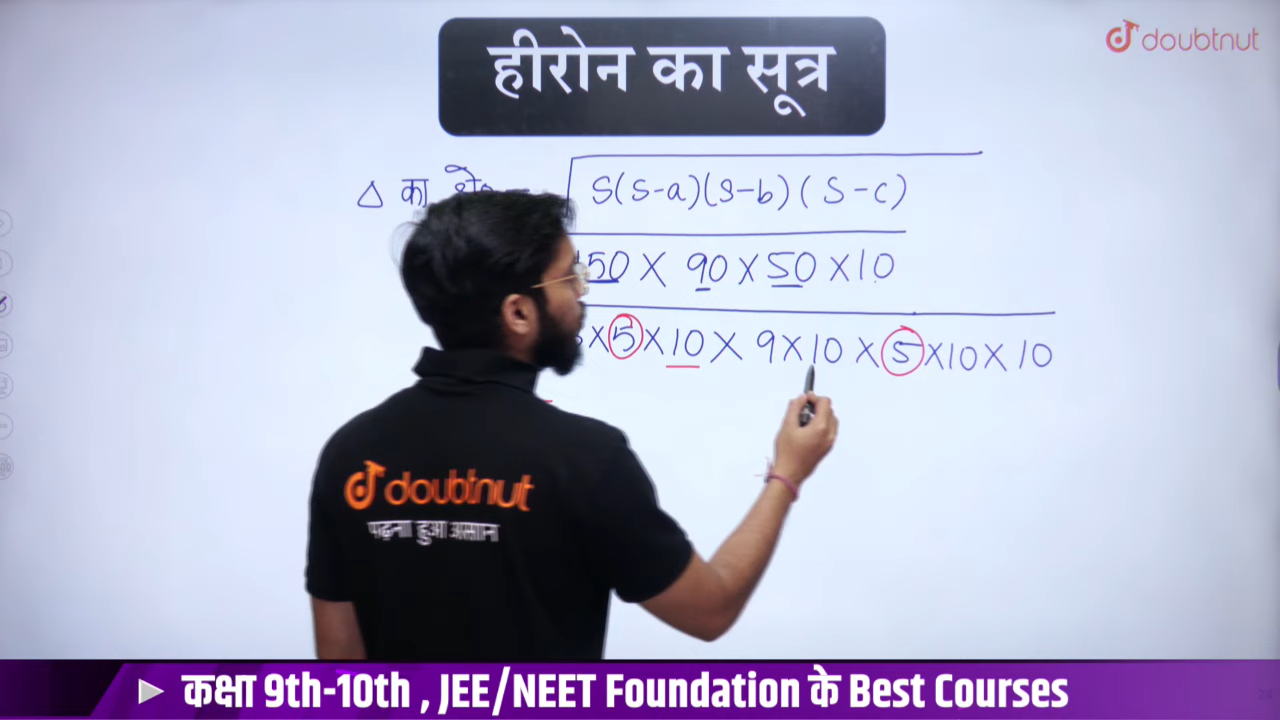 हीरोन का सूत्र
doubtnut
Δ का
S(S-a)(S-b)(S-c)
50 X 90 X 50 X 10
X 5 X 10 X 9 X 10 X 5 X 10 X 10
doubtnut
पढ़ना हुआ आसान
कक्षा 9th-10th , JEE/NEET Foundation के Best Courses